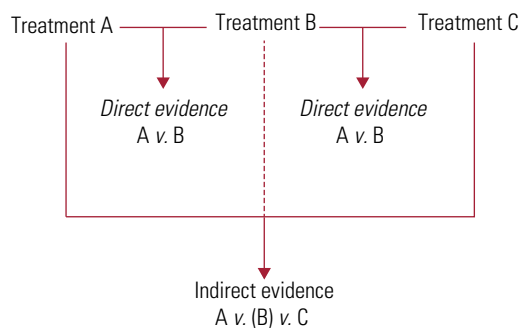 Treatment A Treatment B Treatment C
Direct evidence Direct evidence
A v. B A v. B
Indirect evidence
A v. (B) v. C